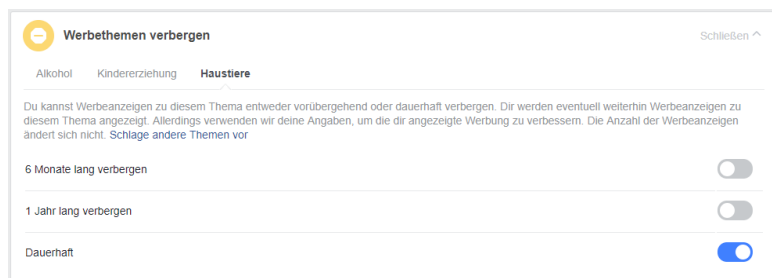 Werbethemen verbergen
Schließen
Alkohol Kindererziehung Haustiere
Du kannst Werbeanzeigen zu diesem Thema entweder vorübergehend oder dauerhaft verbergen. Dir werden eventuell weiterhin Werbeanzeigen zu
diesem Thema angezeigt. Allerdings verwenden wir deine Angaben, um die dir angezeigte Werbung zu verbessern. Die Anzahl der Werbeanzeigen
ändert sich nicht. Schlage andere Themen vor
6 Monate lang verbergen
1 Jahr lang verbergen
Dauerhaft